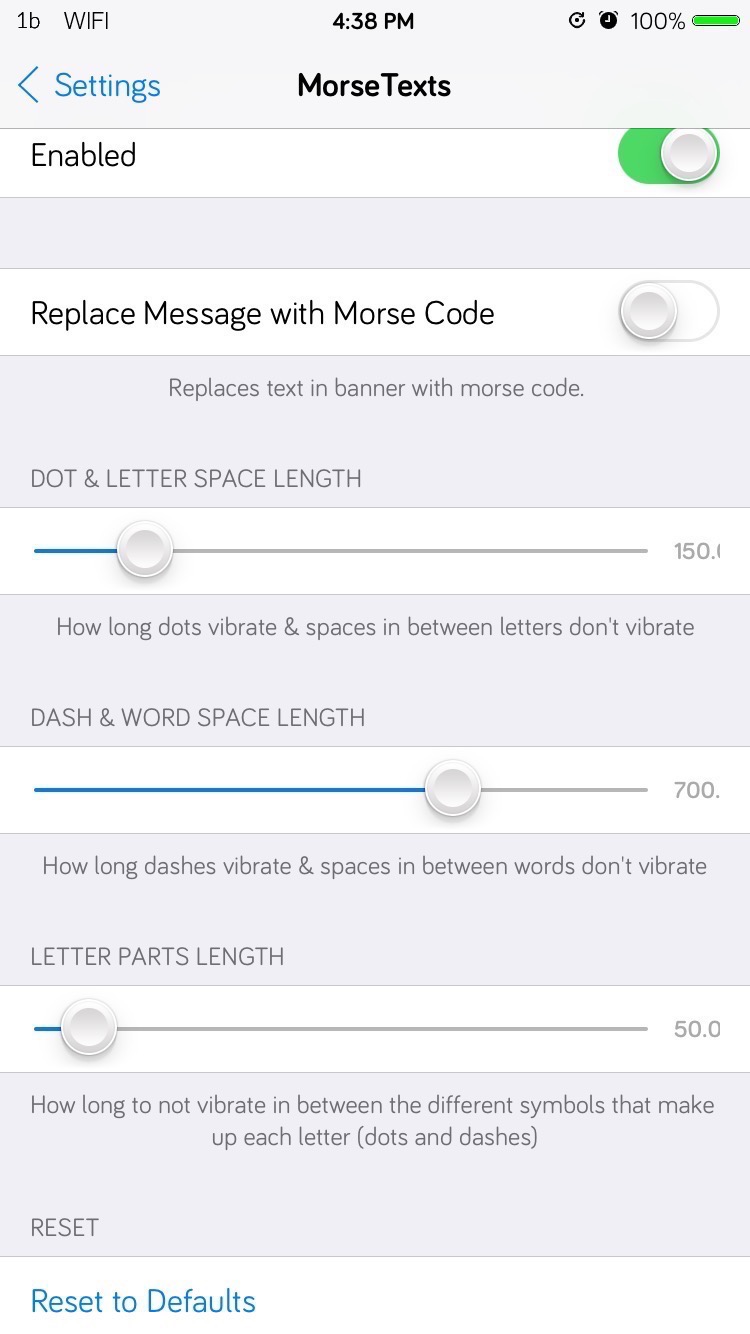 1b WIFI 4:38 PM 100%
Settings MorseTexts
Enabled
Replace Message with Morse Code
Replaces text in banner with morse code.
DOT & LETTER SPACE LENGTH
150.
How long dots vibrate & spaces in between letters don't vibrate
DASH & WORD SPACE LENGTH
700.
How long dashes vibrate & spaces in between words don't vibrate
LETTER PARTS LENGTH
50.0
How long to not vibrate in between the different symbols that make
up each letter (dots and dashes)
RESET
Reset to Defaults